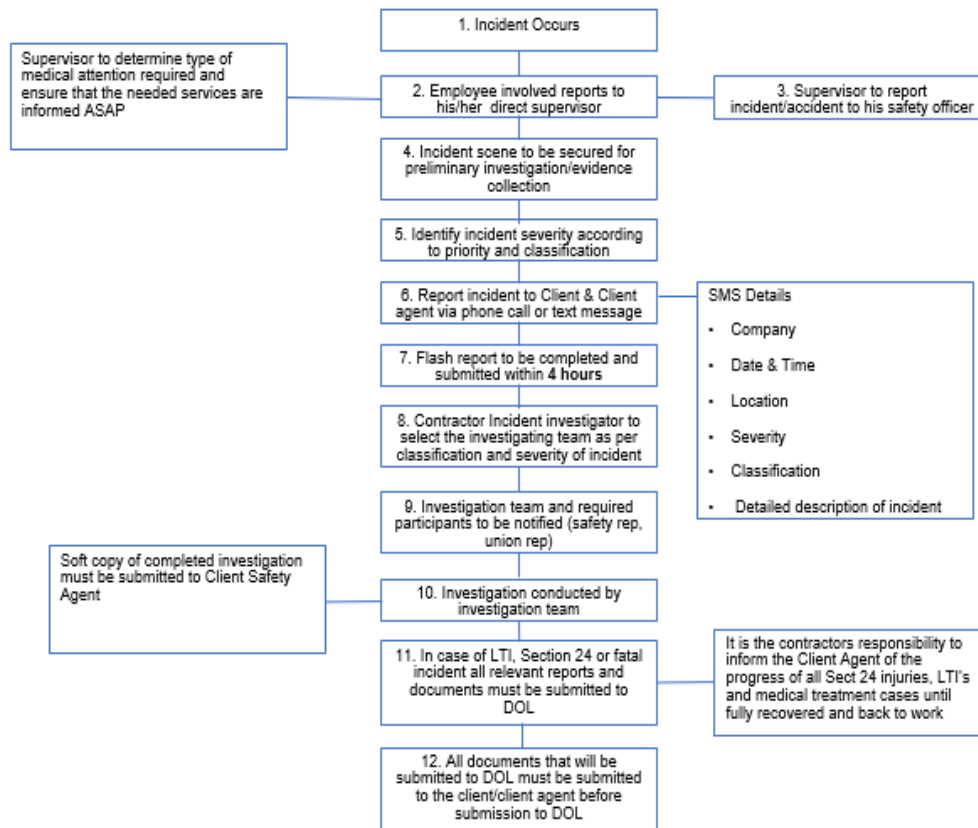 1. Incident Occurs
Supervisor to determine type of
medical attention required and
ensure that the needed services are
informed ASAP
2. Employee involved reports to
his/her direct supervisor
3. Supervisor to report
incident/accident to his safety officer
4. Incident scene to be secured for
preliminary investigation/evidence
collection
5. Identify incident severity according
to priority and classification
6. Report incident to Client & Client
agent via phone call or text message
SMS Details
▪ Company
▪ Date & Time
▪ Location
▪ Severity
▪ Classification
▪ Detailed description of incident
7. Flash report to be completed and
submitted within 4 hours
8. Contractor Incident investigator to
select the investigating team as per
classification and severity of incident
9. Investigation team and required
participants to be notified (safety rep,
union rep)
Soft copy of completed investigation
must be submitted to Client Safety
Agent
10. Investigation conducted by
investigation team
11. In case of LTI, Section 24 or fatal
incident all relevant reports and
documents must be submitted to
DOL
It is the contractors responsibility to
inform the Client Agent of the
progress of all Sect 24 injuries, LTI's
and medical treatment cases until
fully recovered and back to work
12. All documents that will be
submitted to DOL must be submitted
to the client/client agent before
submission to DOL